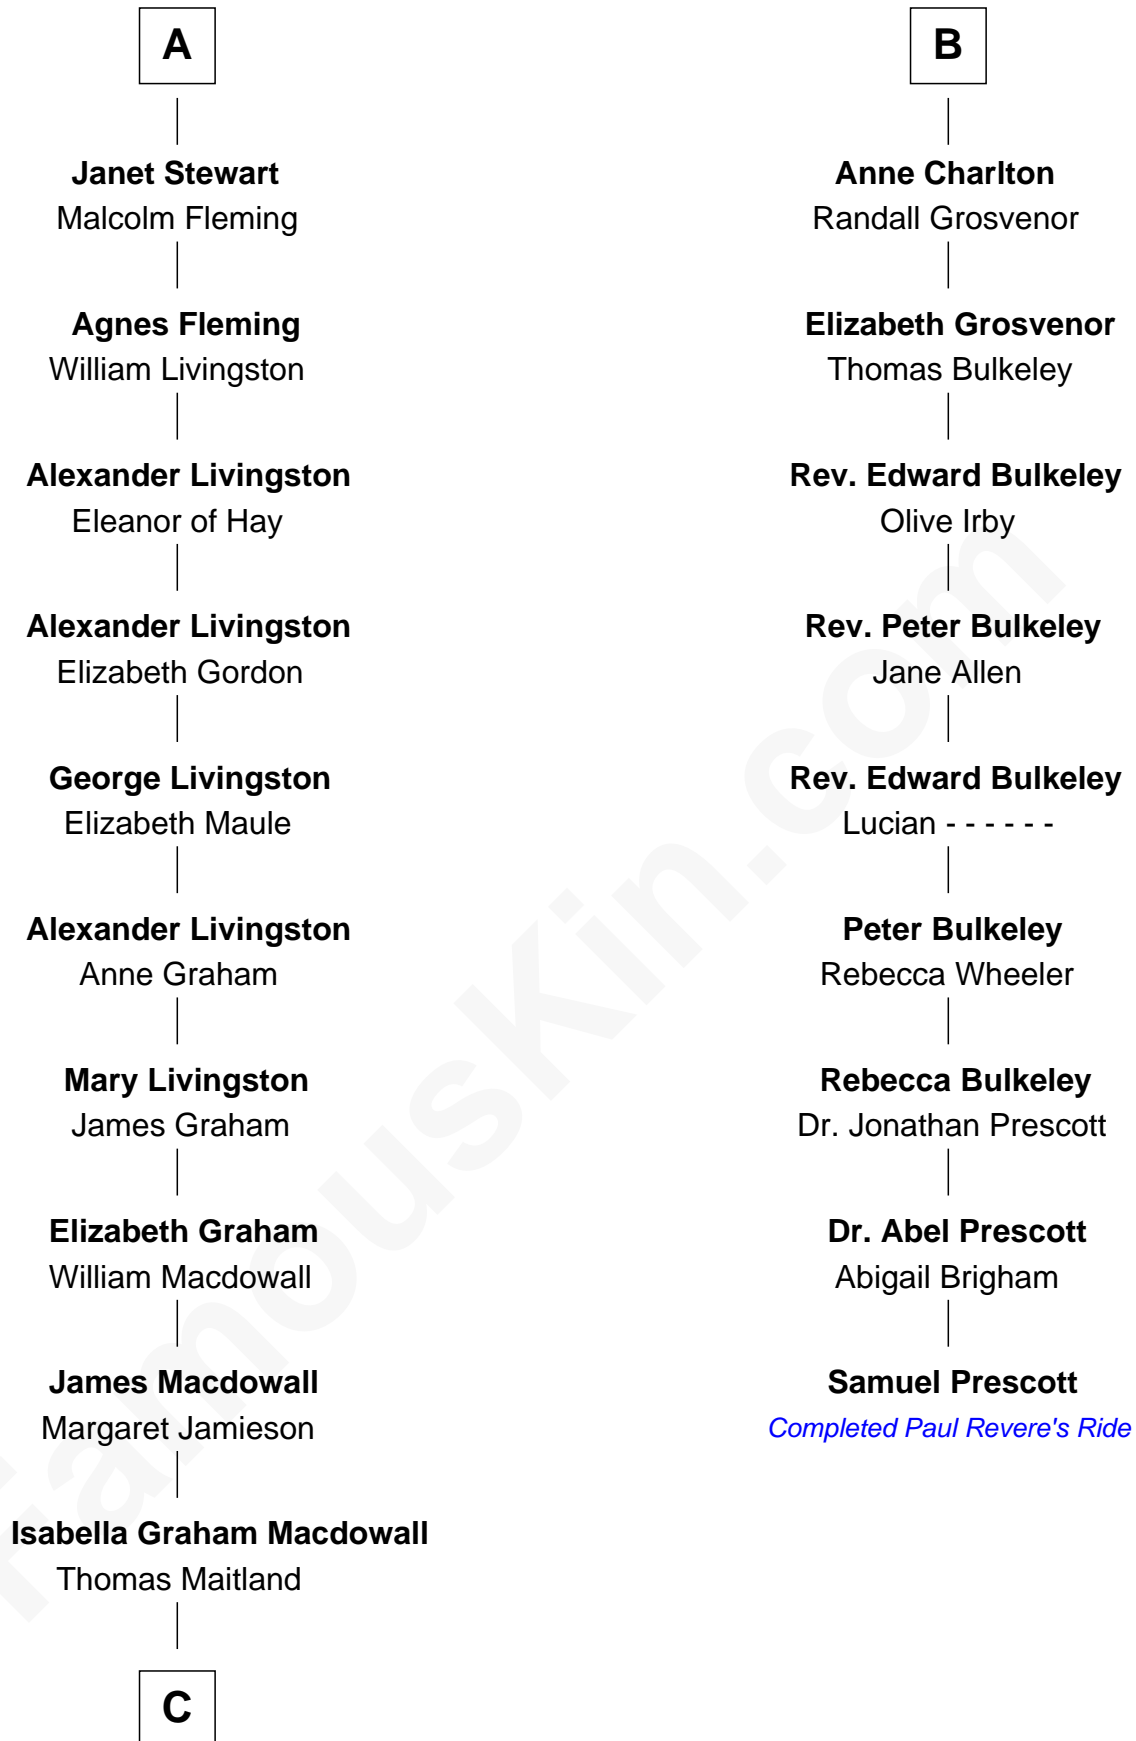 A
Janet Stewart
Malcolm Fleming
Agnes Fleming
William Livingston
Alexander Livingston
Eleanor of Hay
Alexander Livingston
Elizabeth Gordon
George Livingston
Elizabeth Maule
Alexander Livingston
Anne Graham
Mary Livingston
James Graham
Elizabeth Graham
William Macdowall
James Macdowall
Margaret Jamieson
Isabella Graham Macdowall
Thomas Maitland
C
B
Anne Charlton
Randall Grosvenor
Elizabeth Grosvenor
Thomas Bulkeley
Rev. Edward Bulkeley
Olive Irby
Rev. Peter Bulkeley
Jane Allen
Rev. Edward Bulkeley
Lucian - - - - - -
Peter Bulkeley
Rebecca Wheeler
Rebecca Bulkeley
Dr. Jonathan Prescott
Dr. Abel Prescott
Abigail Brigham
Samuel Prescott
Completed Paul Revere's Ride
FamousKin.com